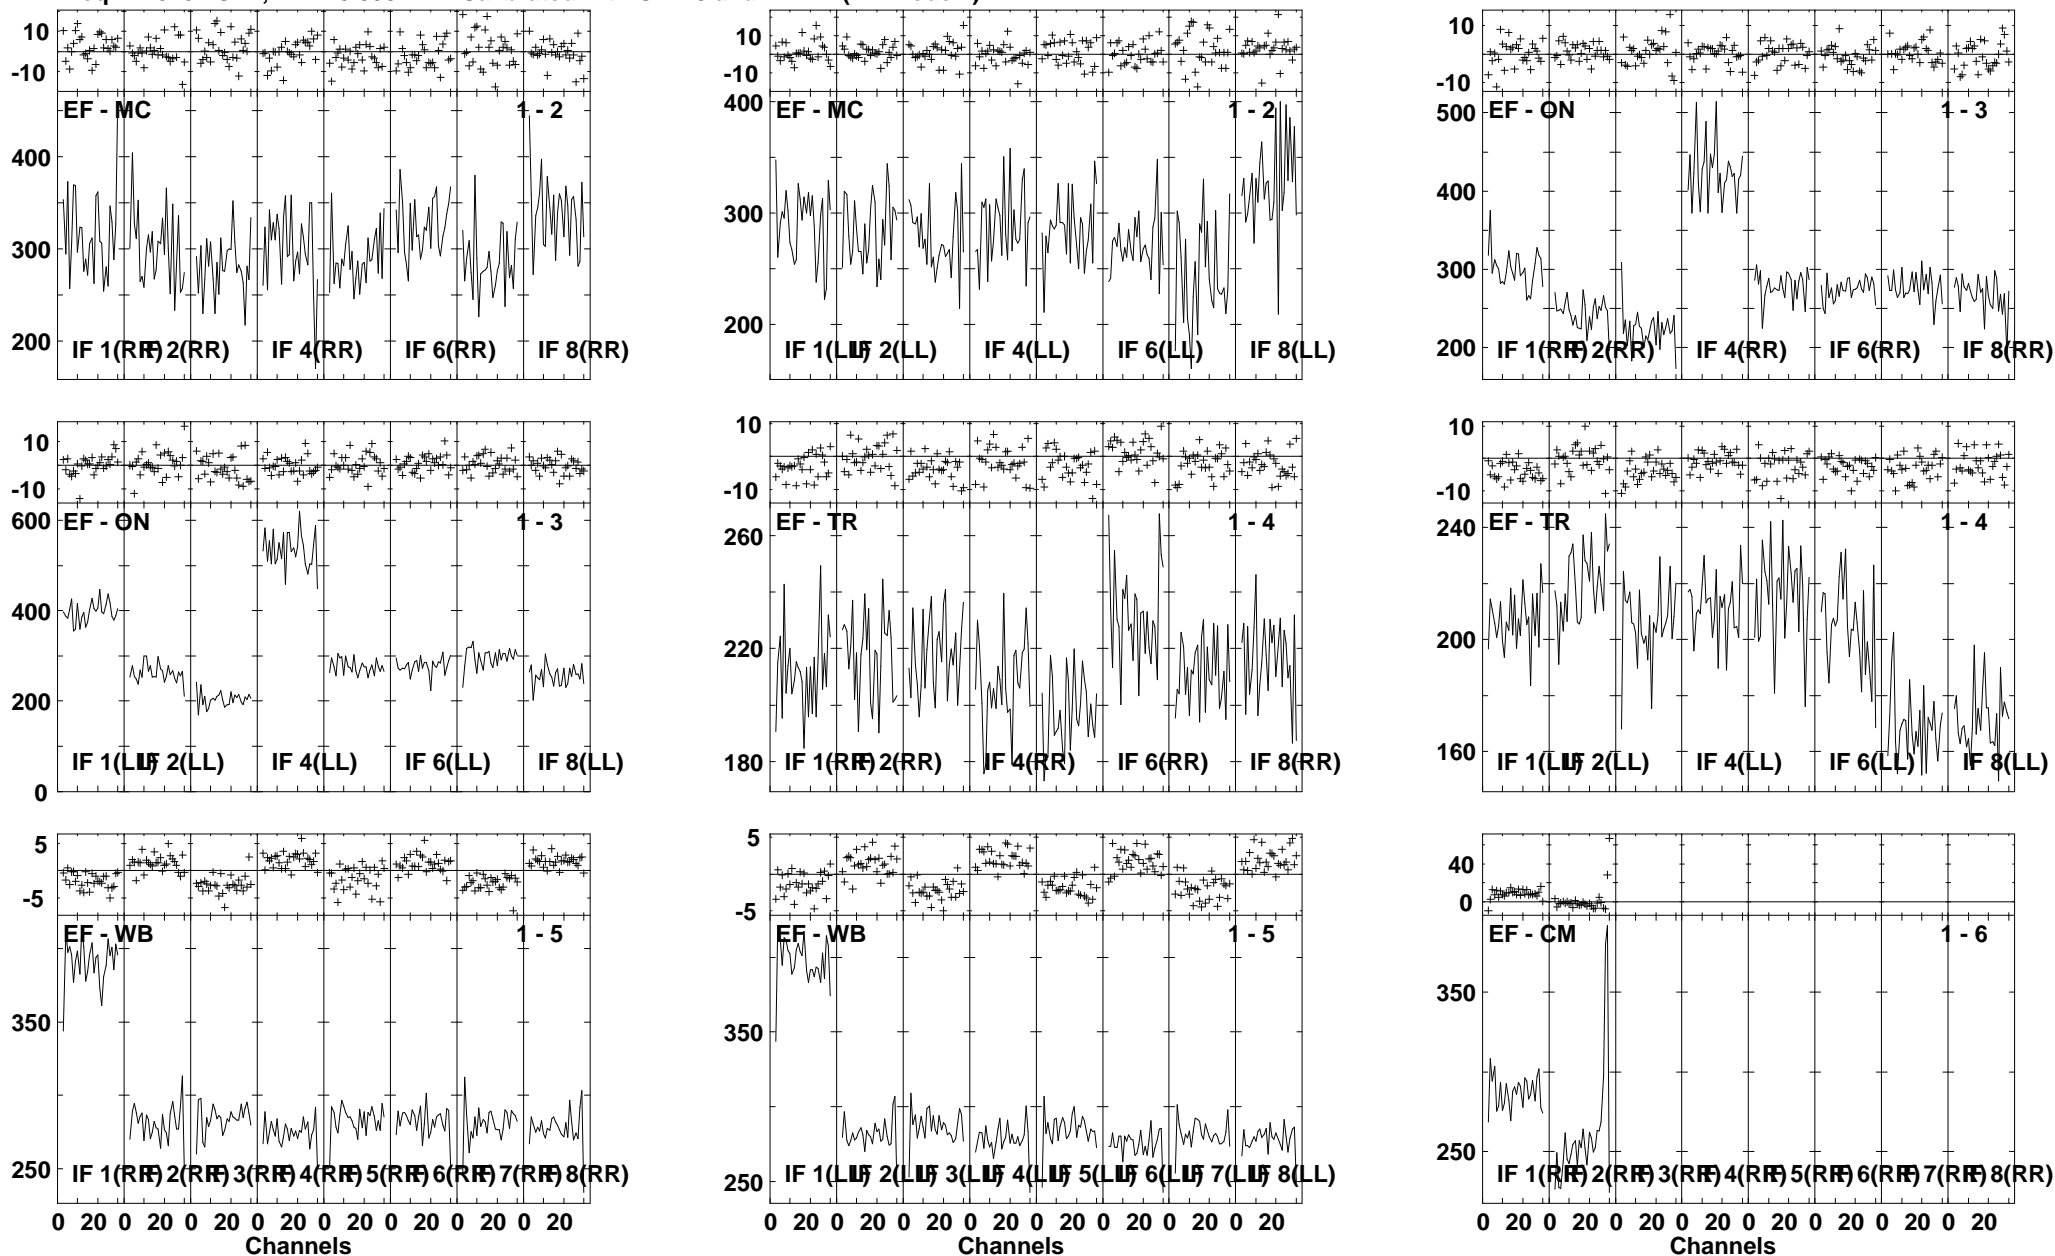 10 10 10
-10 -10 -10
EF - MC 1 - 2 EF - MC 1 - 2 EF - ON 1 - 3
400 400 500
400
300 300 300
200 200 200
IF 1(RR) IF 2(RR) IF 4(RR) IF 6(RR) IF 8(RR) IF 1(LL) IF 2(LL) IF 4(LL) IF 6(LL) IF 8(LL) IF 1(RR) IF 2(RR) IF 4(RR) IF 6(RR) IF 8(RR)
10 10 10
-10 -10 -10
EF - ON 1 - 3 EF - TR 1 - 4 EF - TR 1 - 4
600 260 240
400 220 200
200
IF 1(LL) IF 2(LL) IF 4(LL) IF 6(LL) IF 8(LL) IF 1(RR) IF 2(RR) IF 4(RR) IF 6(RR) IF 8(RR) IF 1(LL) IF 2(LL) IF 4(LL) IF 6(LL) IF 8(LL)
0 180 160
5 5 40
-5 -5 0
EF - WB 1 - 5 EF - WB 1 - 5 EF - CM 1 - 6
350 350 350
250 250 250
IF 1(RR) IF 2(RR) IF 3(RR) IF 4(RR) IF 5(RR) IF 6(RR) IF 7(RR) IF 8(RR) IF 1(LL) IF 2(LL) IF 3(LL) IF 4(LL) IF 5(LL) IF 6(LL) IF 7(LL) IF 8(LL) IF 1(RR) IF 2(RR) IF 3(RR) IF 4(RR) IF 5(RR) IF 6(RR) IF 7(RR) IF 8(RR)
0 20 0 20 0 20 0 20 0 20 0 20 0 20 0 20 0 20 0 20 0 20 0 20 0 20 0 20 0 20 0 20 0 20 0 20 0 20 0 20 0 20 0 20 0 20 0 20
Channels Channels Channels